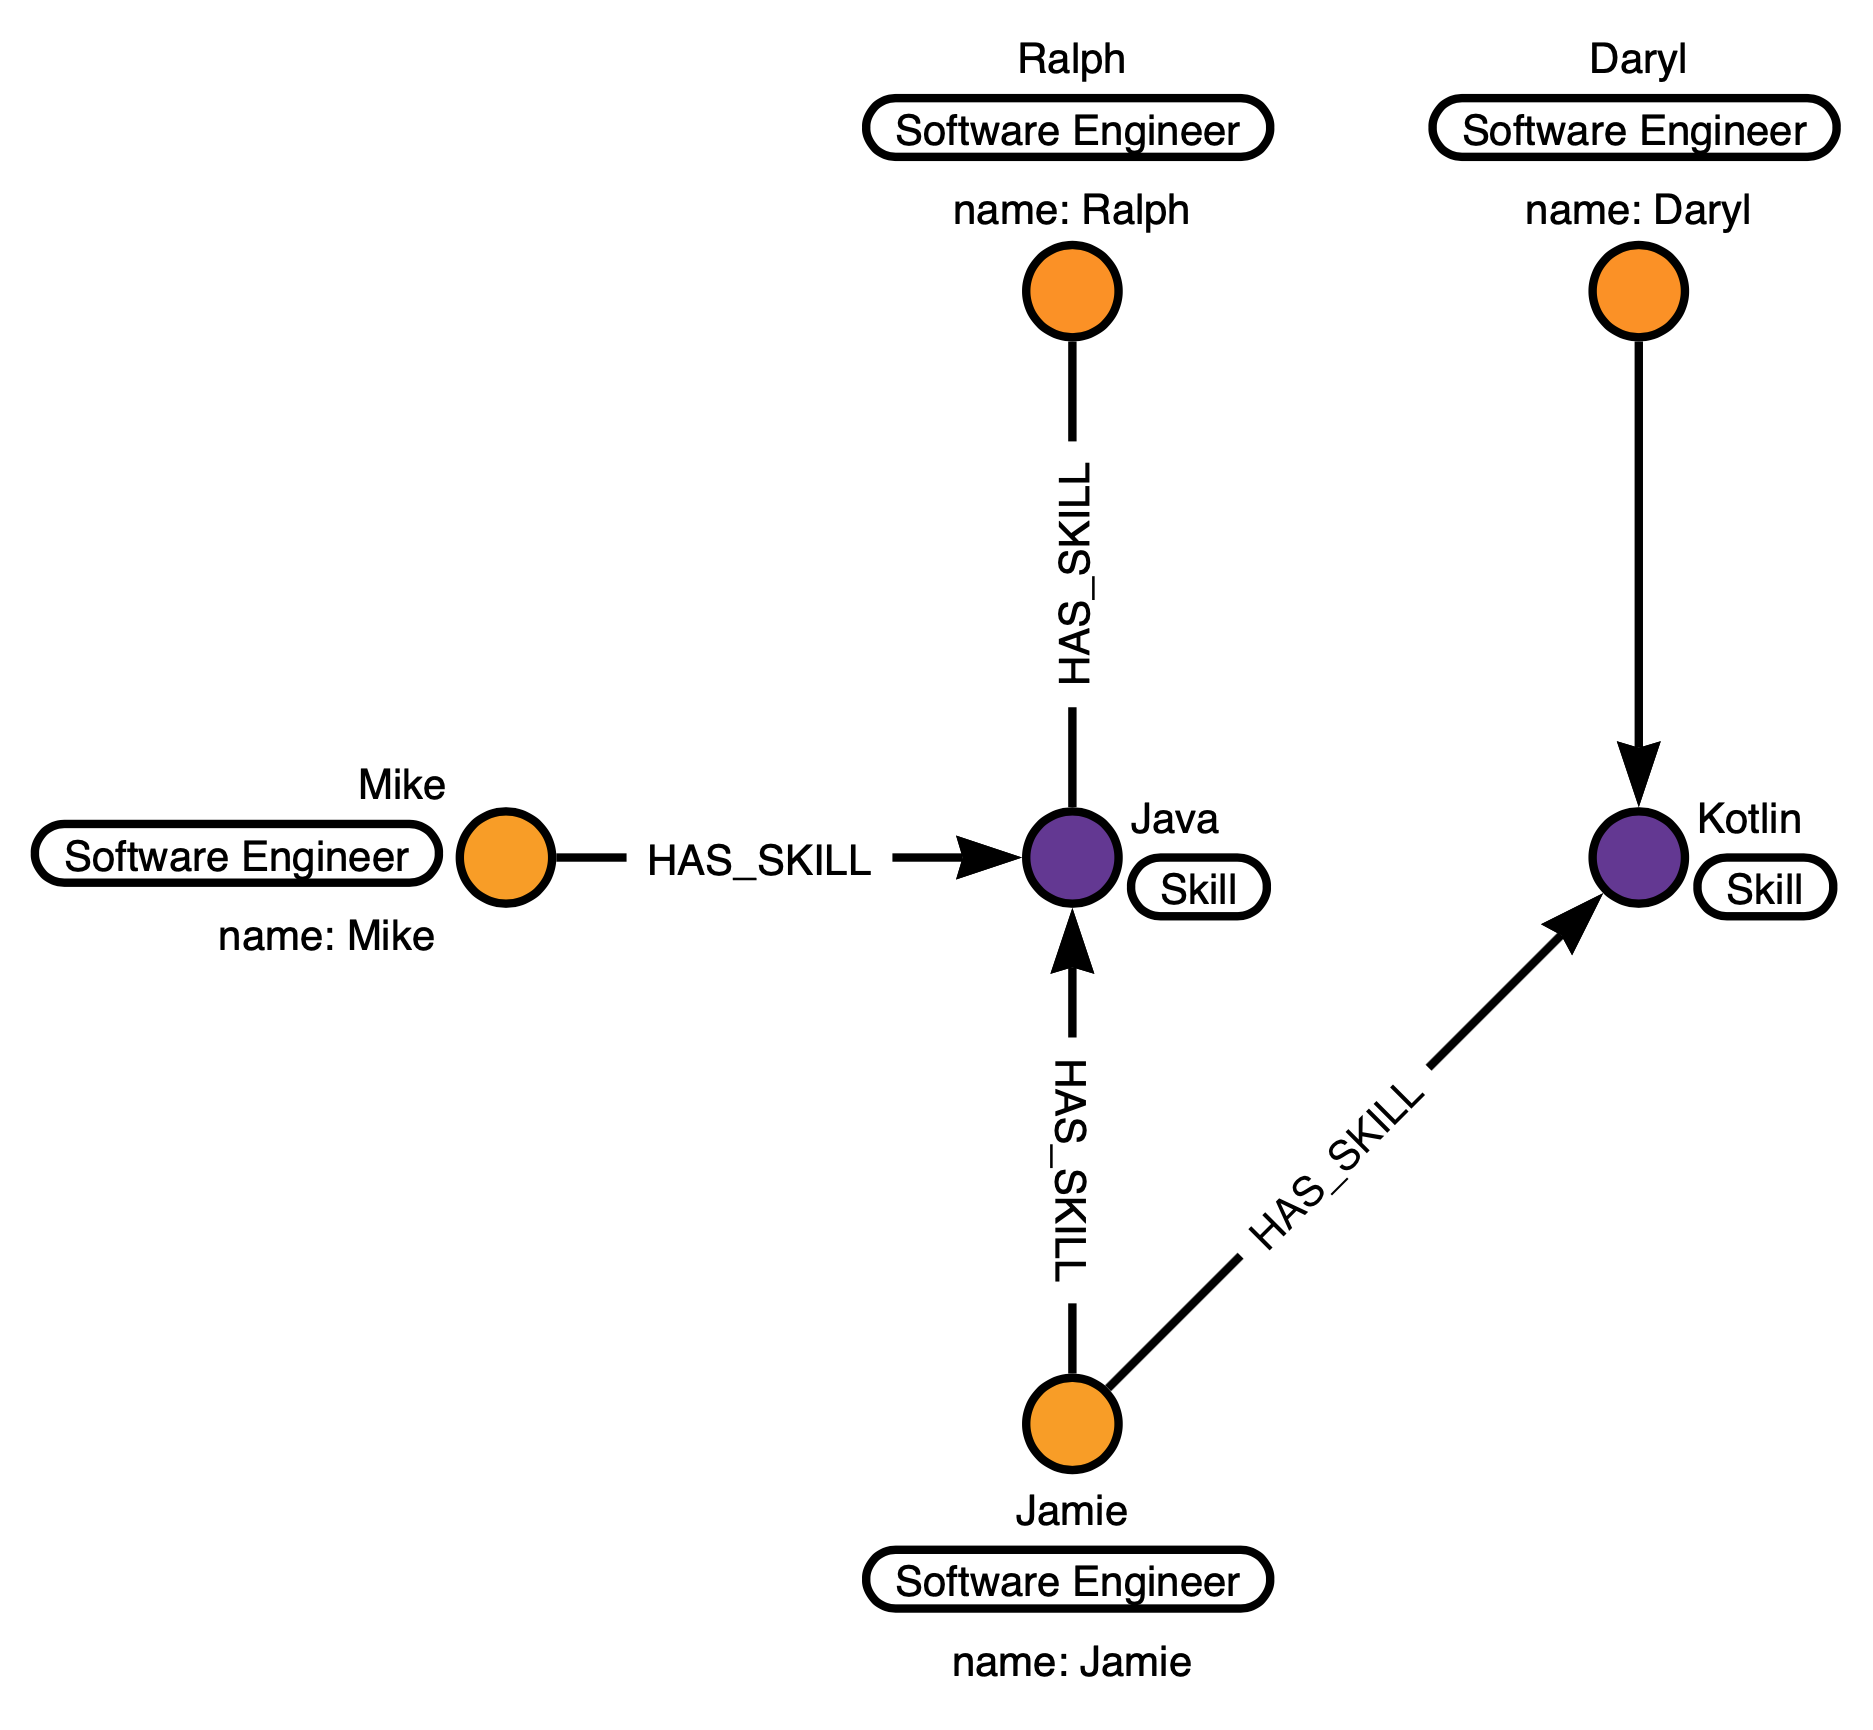 Ralph
Software Engineer
name: Ralph
Daryl
Software Engineer
name: Daryl
HAS_SKILL
Mike
Software Engineer
name: Mike
HAS_SKILL
Java
Skill
Kotlin
Skill
HAS_SKILL
HAS_SKILL
Jamie
Software Engineer
name: Jamie